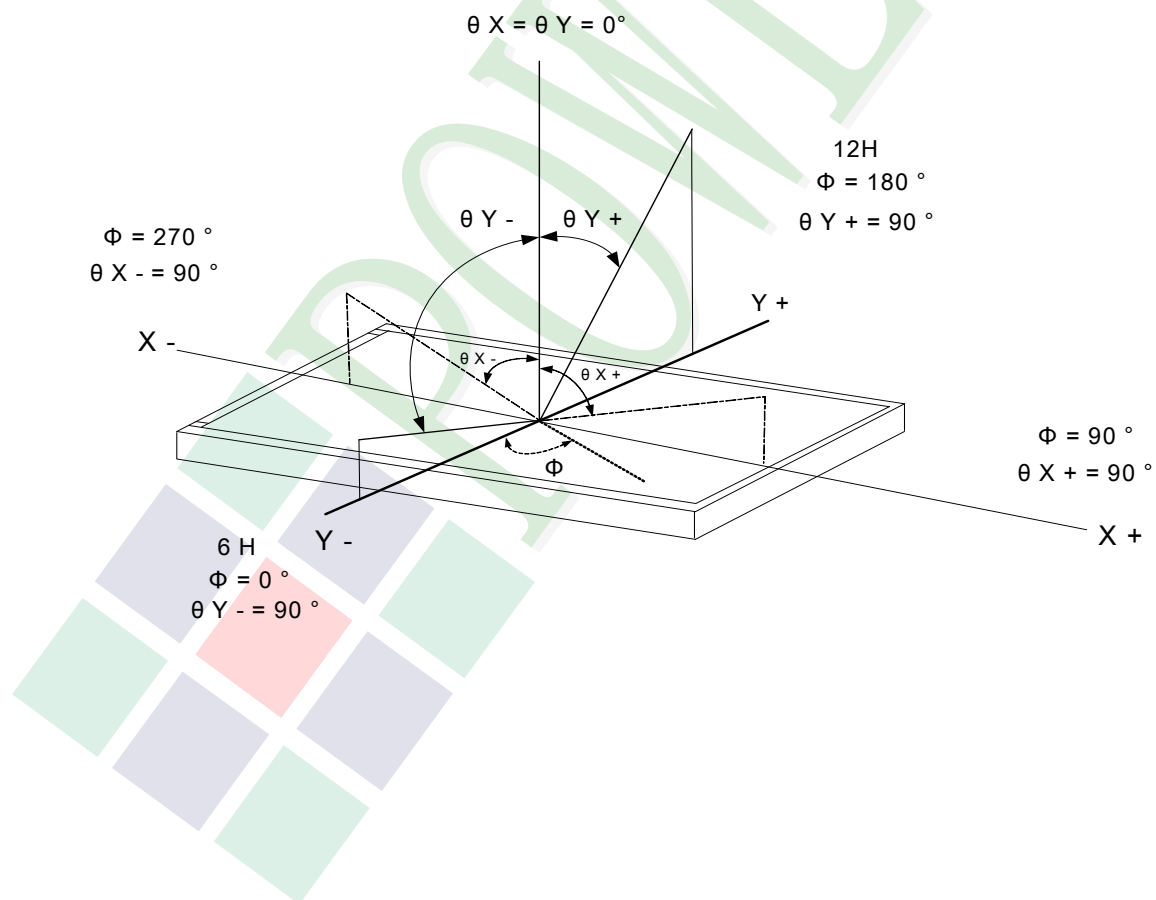 θ X = θ Y = 0°
12H
Φ = 180 °
θ Y + = 90 °
θ Y -
θ Y +
Φ = 270 °
θ X - = 90 °
Y +
X -
θ X -
θ X +
Φ = 90 °
θ X + = 90 °
Φ
X +
Y -
6 H
Φ = 0 °
θ Y - = 90 °